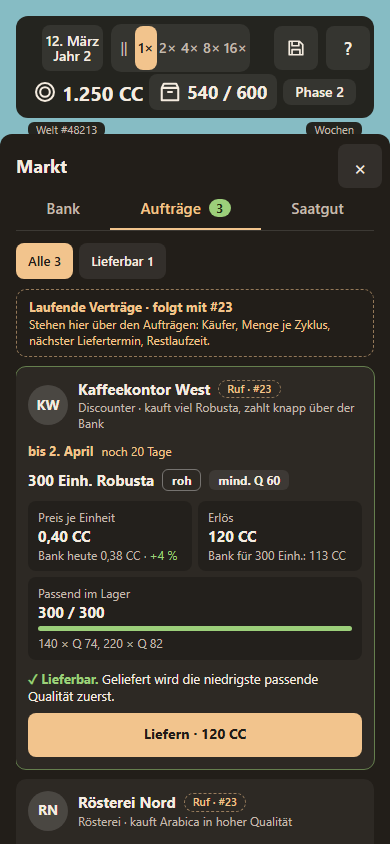 12. März
Jahr 2
||
1×
2×
4×
8×
16×
?
1.250 CC
540 / 600
Phase 2
Welt #48213
Wochen
Markt
×
Bank
Aufträge 3
Saatgut
Alle 3
Lieferbar 1
Laufende Verträge · folgt mit #23
Stehen hier über den Aufträgen: Käufer, Menge je Zyklus,
nächster Liefertermin, Restlaufzeit.
KW
Kaffeekontor West
Ruf · #23
Discounter · kauft viel Robusta, zahlt knapp über der
Bank
bis 2. April noch 20 Tage
300 Einh. Robusta
roh
mind. Q 60
Preis je Einheit
0,40 CC
Bank heute 0,38 CC · +4 %
Erlös
120 CC
Bank für 300 Einh.: 113 CC
Passend im Lager
300 / 300
140 × Q 74, 220 × Q 82
✓ Lieferbar. Geliefert wird die niedrigste passende
Qualität zuerst.
Liefern · 120 CC
RN
Rösterei Nord
Ruf · #23
Rösterei · kauft Arabica in hoher Qualität